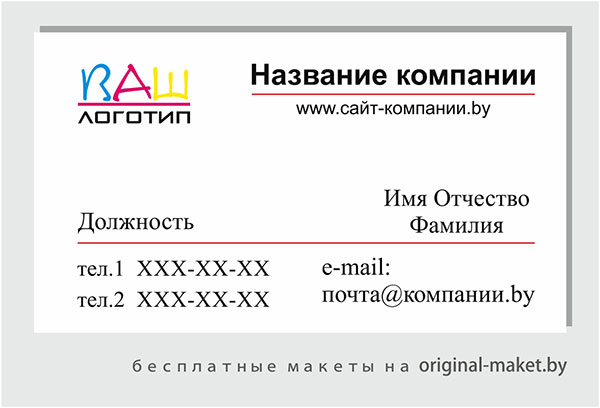 ВАШ
ЛОГОТИП
Название компании
www.сайт-компании.by
Имя Отчество
Должность
Фамилия
тел.1 XXX-XX-XX
e-mail:
тел.2 XXX-XX-XX
почта@компании.by
бесплатные макеты на original-maket.by